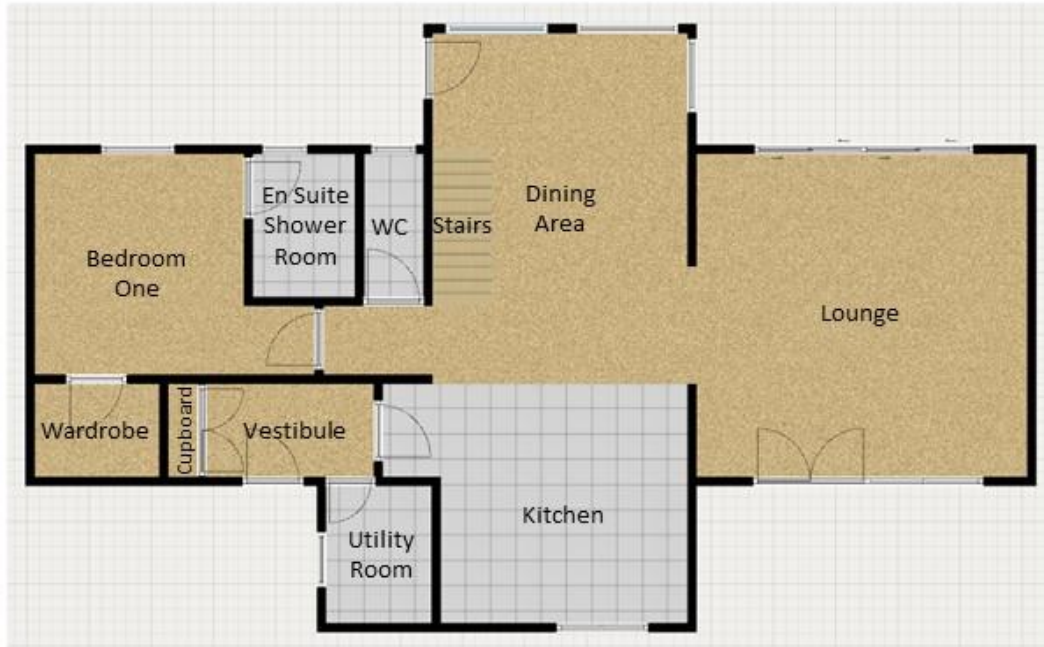 En Suite
Shower
Room
WC
Stairs
Dining
Area
Bedroom
One
Lounge
Wardrobe
Cupboard
Vestibule
Kitchen
Utility
Room